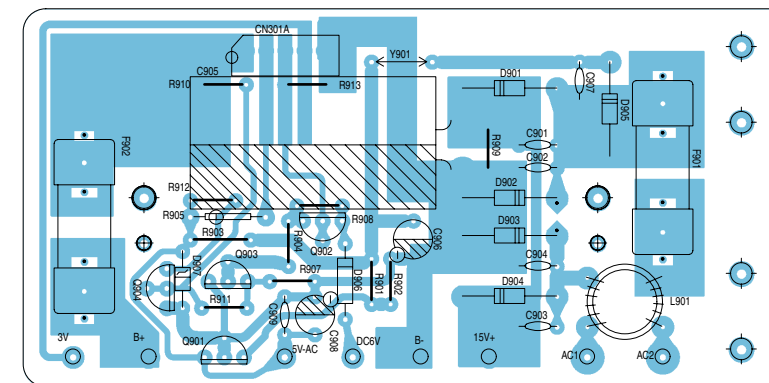 CN301A
Y901
C905
R910
R913
D901
C907
D905
F902
R909
C901
C902
F901
R912
R905
R908
D902
R903
R904
Q902
C906
D903
Q903
D907
Q904
R907
D906
R901
R902
C904
R911
D904
L901
C909
C908
C903
Q901
3V
B+
5V-AC
DC6V
B-
15V+
AC1
AC2